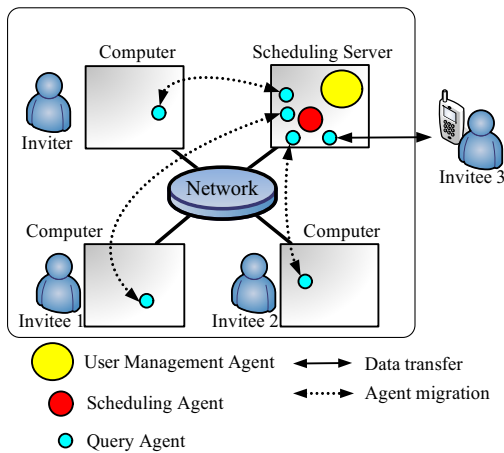 Computer
Scheduling Server
Inviter
Invitee 3
Network
Computer
Computer
Invitee 1
Invitee 2
User Management Agent
Data transfer
Scheduling Agent
Agent migration
Query Agent